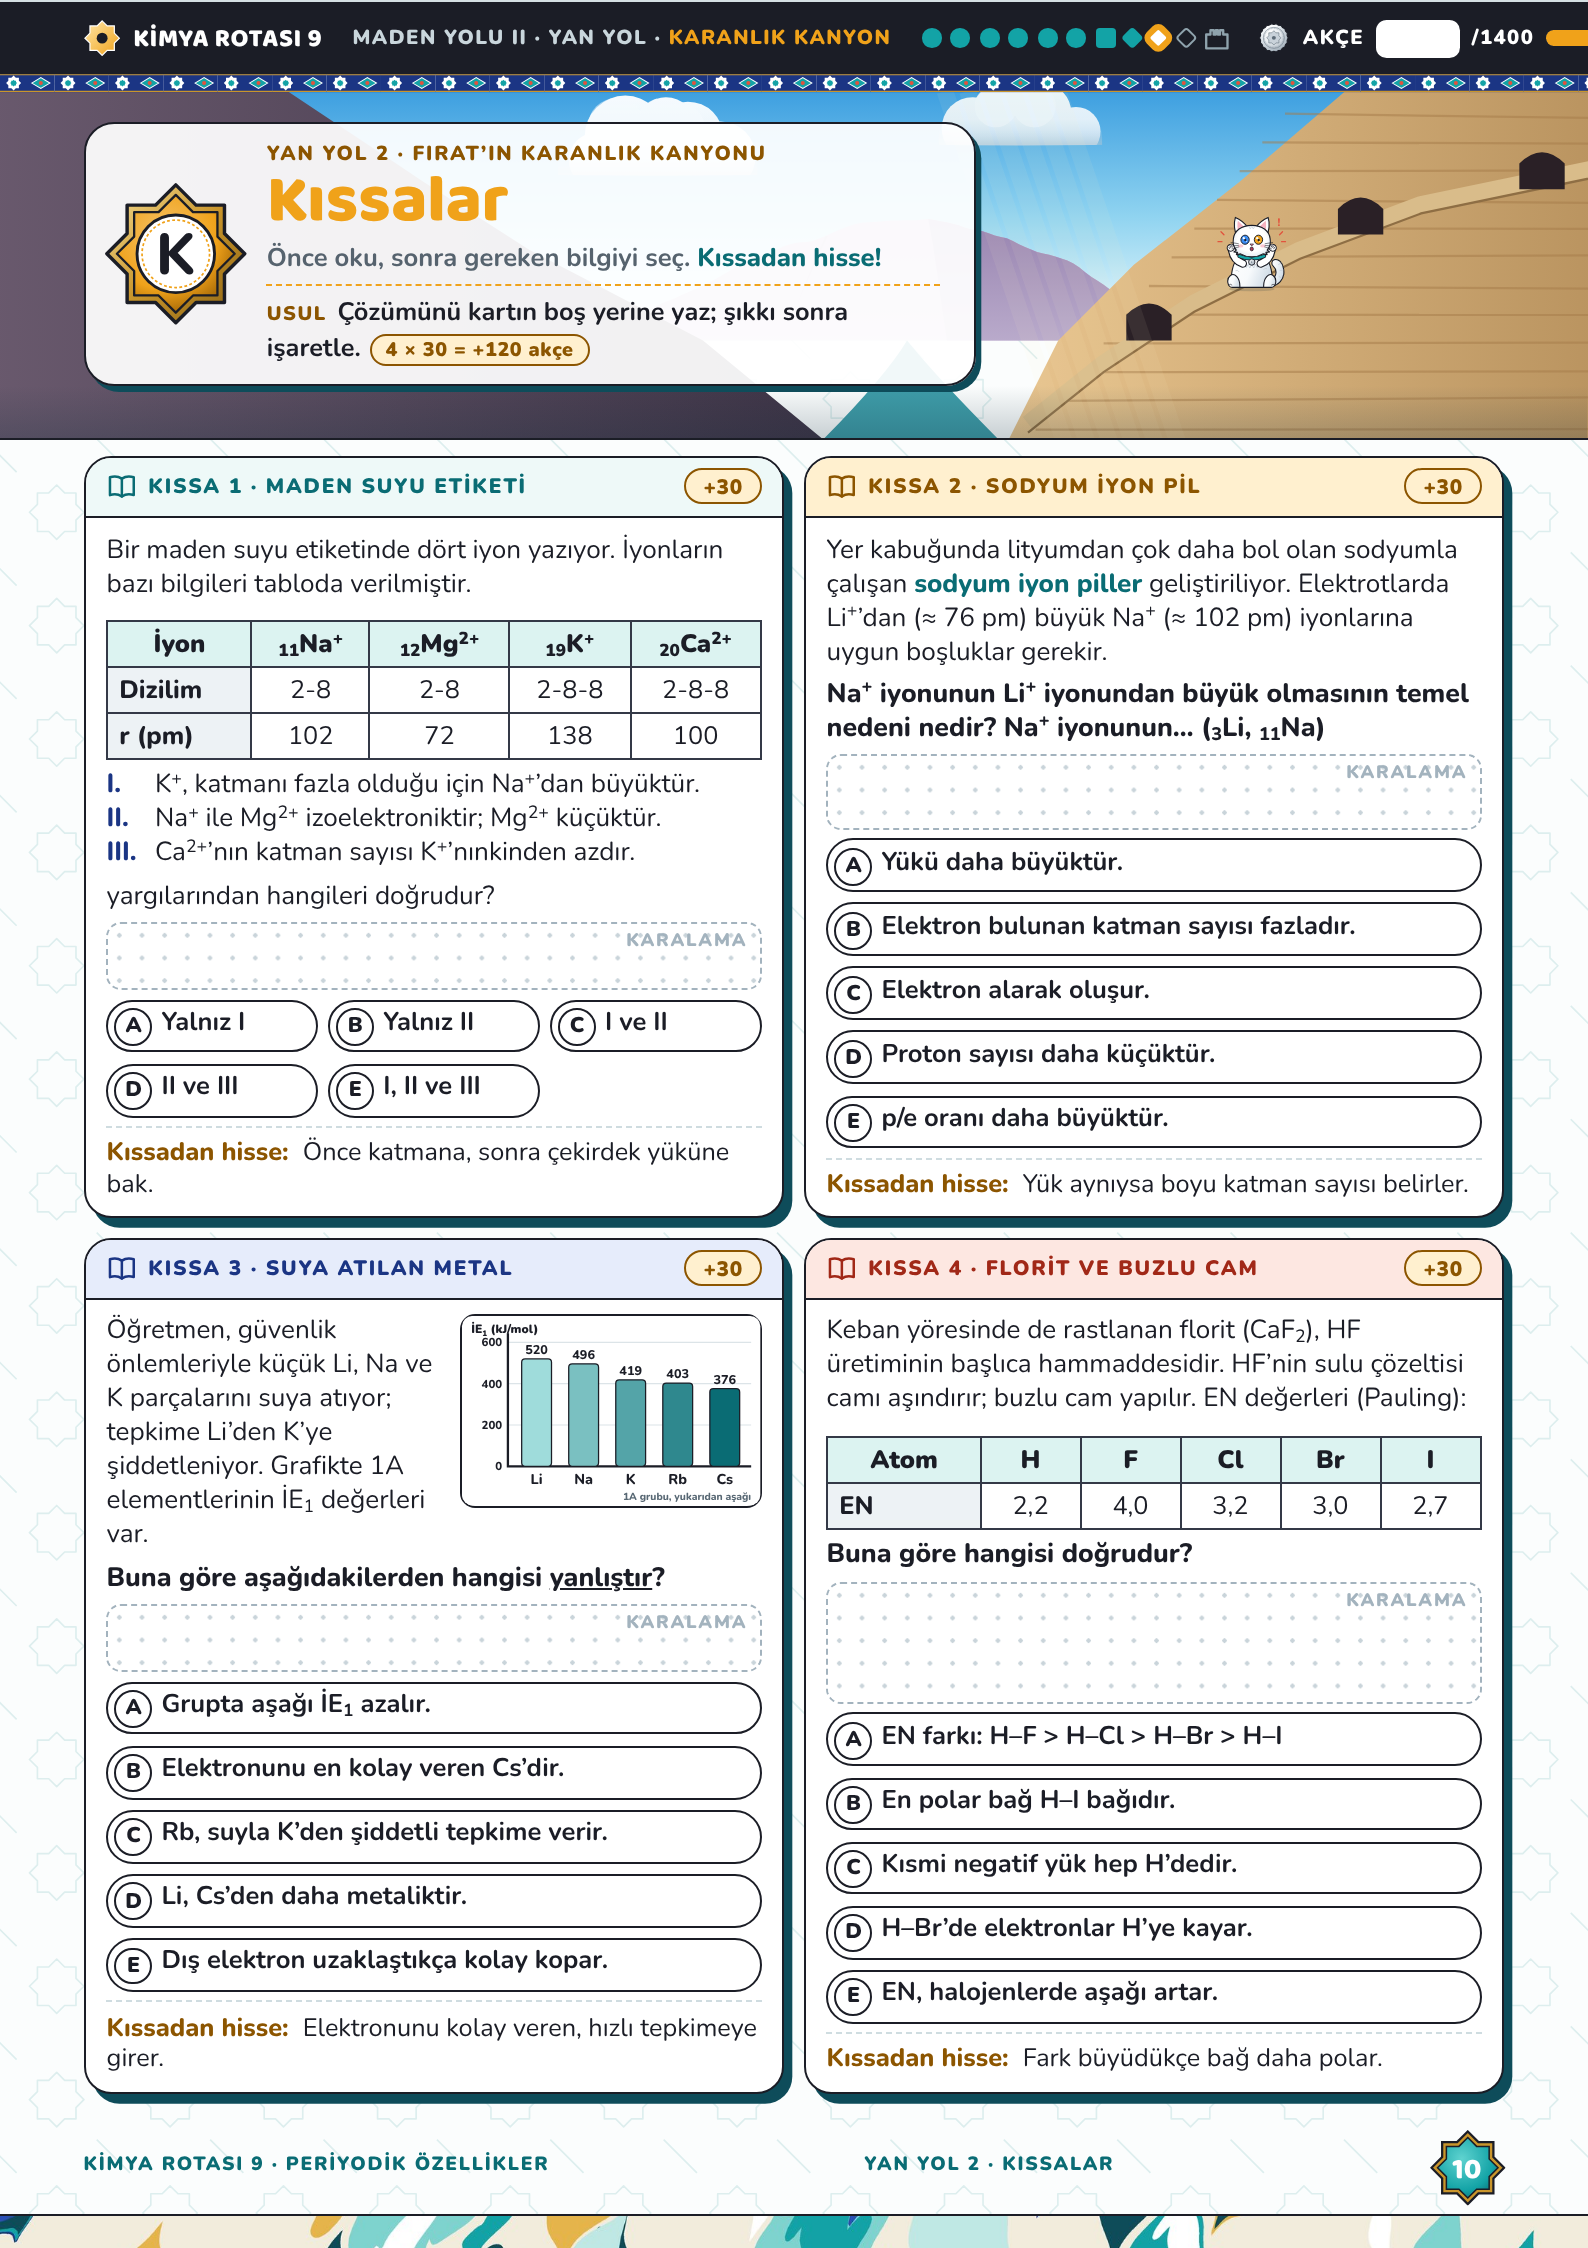 KİMYA ROTASI 9 MADEN YOLU II · YAN YOL · KARANLIK KANYON AKÇE /1400
YAN YOL 2 · FIRAT’IN KARANLIK KANYONU
K
Kıssalar
Önce oku, sonra gereken bilgiyi seç. Kıssadan hisse!
USUL Çözümünü kartın boş yerine yaz; şıkkı sonra
işaretle. 4 × 30 = +120 akçe
KISSA 1 · MADEN SUYU ETİKETİ +30
Bir maden suyu etiketinde dört iyon yazıyor. İyonların
bazı bilgileri tabloda verilmiştir.
İyon ₁₁Na⁺ ₁₂Mg²⁺ ₁₉K⁺ ₂₀Ca²⁺
Dizilim 2-8 2-8 2-8-8 2-8-8
r (pm) 102 72 138 100
I. K⁺, katmanı fazla olduğu için Na⁺’dan büyüktür.
II. Na⁺ ile Mg²⁺ izoelektroniktir; Mg²⁺ küçüktür.
III. Ca²⁺’nın katman sayısı K⁺’nınkinden azdır.
yargılarından hangileri doğrudur?
KARALAMA
A Yalnız I B Yalnız II C I ve II
D II ve III E I, II ve III
Kıssadan hisse: Önce katmana, sonra çekirdek yüküne
bak.
KISSA 2 · SODYUM İYON PİL +30
Yer kabuğunda lityumdan çok daha bol olan sodyumla
çalışan sodyum iyon piller geliştiriliyor. Elektrotlarda
Li⁺’dan (≈ 76 pm) büyük Na⁺ (≈ 102 pm) iyonlarına
uygun boşluklar gerekir.
Na⁺ iyonunun Li⁺ iyonundan büyük olmasının temel
nedeni nedir? Na⁺ iyonunun... (₃Li, ₁₁Na)
KARALAMA
A Yükü daha büyüktür.
B Elektron bulunan katman sayısı fazladır.
C Elektron alarak oluşur.
D Proton sayısı daha küçüktür.
E p/e oranı daha büyüktür.
Kıssadan hisse: Yük aynıysa boyu katman sayısı belirler.
KISSA 3 · SUYA ATILAN METAL +30
Öğretmen, güvenlik
önlemleriyle küçük Li, Na ve
K parçalarını suya atıyor;
tepkime Li’den K’ye
şiddetleniyor. Grafikte 1A
elementlerinin İE₁ değerleri
var.
İE₁ (kJ/mol)
600
400
200
0
520 496 419 403 376
Li Na K Rb Cs
1A grubu, yukarıdan aşağı
Buna göre aşağıdakilerden hangisi yanlıştır?
KARALAMA
A Grupta aşağı İE₁ azalır.
B Elektronunu en kolay veren Cs’dir.
C Rb, suyla K’den şiddetli tepkime verir.
D Li, Cs’den daha metaliktir.
E Dış elektron uzaklaştıkça kolay kopar.
Kıssadan hisse: Elektronunu kolay veren, hızlı tepkimeye
girer.
KISSA 4 · FLORİT VE BUZLU CAM +30
Keban yöresinde de rastlanan florit (CaF₂), HF
üretiminin başlıca hammaddesidir. HF’nin sulu çözeltisi
camı aşındırır; buzlu cam yapılır. EN değerleri (Pauling):
Atom H F Cl Br I
EN 2,2 4,0 3,2 3,0 2,7
Buna göre hangisi doğrudur?
KARALAMA
A EN farkı: H–F > H–Cl > H–Br > H–I
B En polar bağ H–I bağıdır.
C Kısmi negatif yük hep H’dedir.
D H–Br’de elektronlar H’ye kayar.
E EN, halojenlerde aşağı artar.
Kıssadan hisse: Fark büyüdükçe bağ daha polar.
KİMYA ROTASI 9 · PERİYODİK ÖZELLİKLER YAN YOL 2 · KISSALAR 10